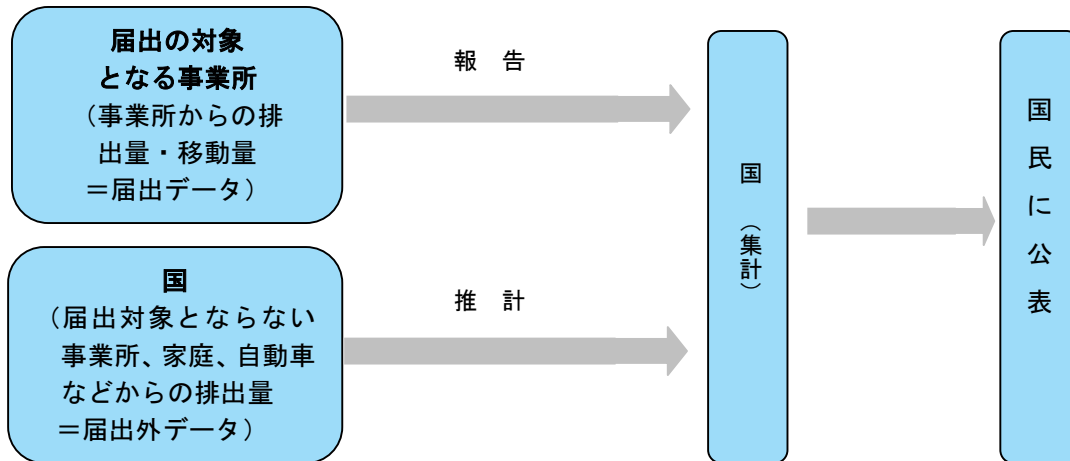 届出の対象
となる事業所
（事業所からの排
出量・移動量
＝届出データ）
報　告
国
（届出対象とならない
事業所、家庭、自動車
などからの排出量
＝届出外データ）
推　計
国　（集計）
国民に公表